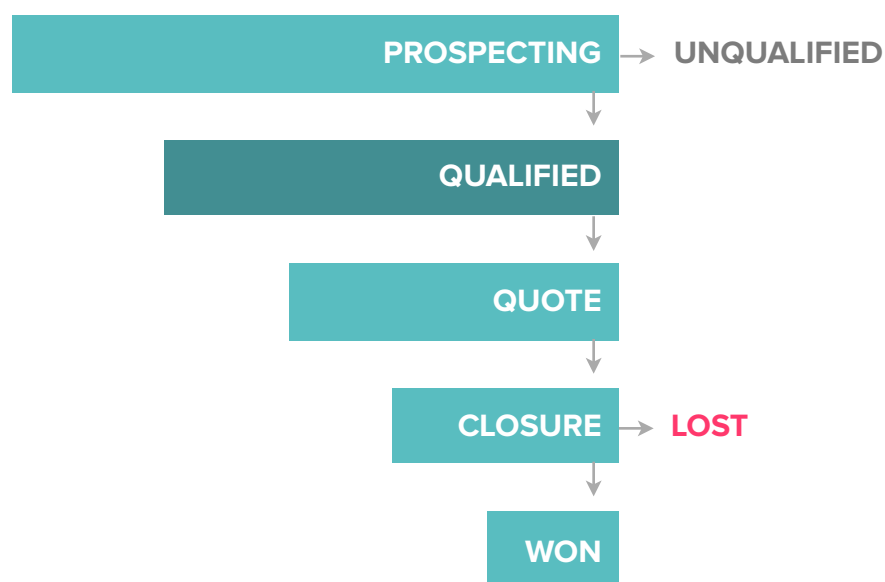 PROSPECTING
UNQUALIFIED
QUALIFIED
QUOTE
CLOSURE
LOST
WON